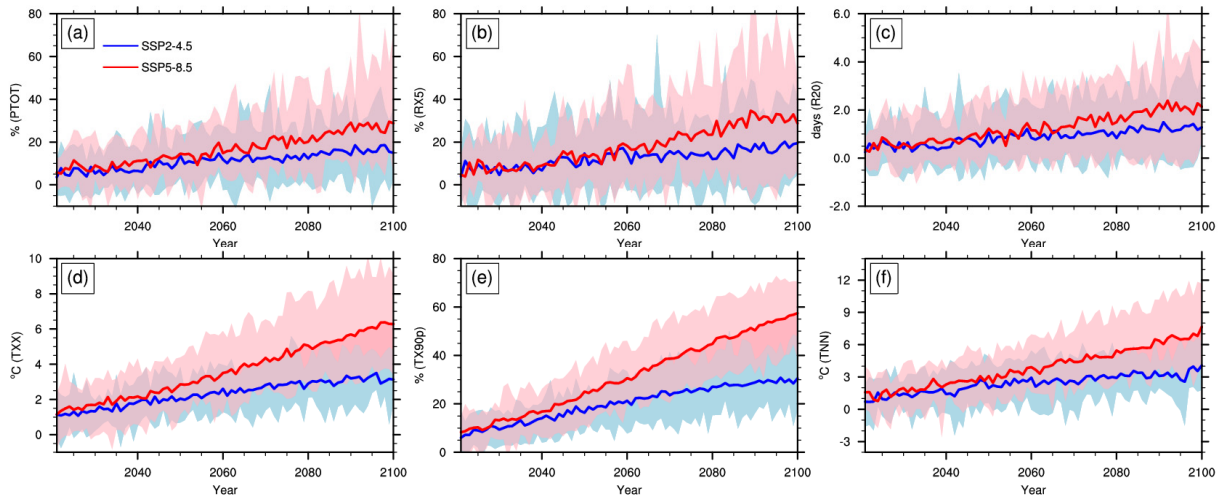 (a)
SSP2-4.5
SSP5-8.5
% (PTOT)
80
60
40
20
0
2040 2060 2080 2100
Year
(b)
% (RX5)
80
60
40
20
0
2040 2060 2080 2100
Year
(c)
days (R20)
6.0
4.0
2.0
0.0
-2.0
2040 2060 2080 2100
Year
(d)
°C (TXX)
10
8
6
4
2
0
2040 2060 2080 2100
Year
(e)
% (TX90p)
80
60
40
20
0
2040 2060 2080 2100
Year
(f)
°C (TNN)
12
9
6
3
0
-3
2040 2060 2080 2100
Year